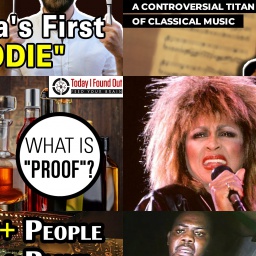 a's First
ODIE"
A CONTROVERSIAL TITAN
OF CLASSICAL MUSIC
Today I Found Out
FEED YOUR BRAIN
WHAT IS
"PROOF"?
+ PEOPLE